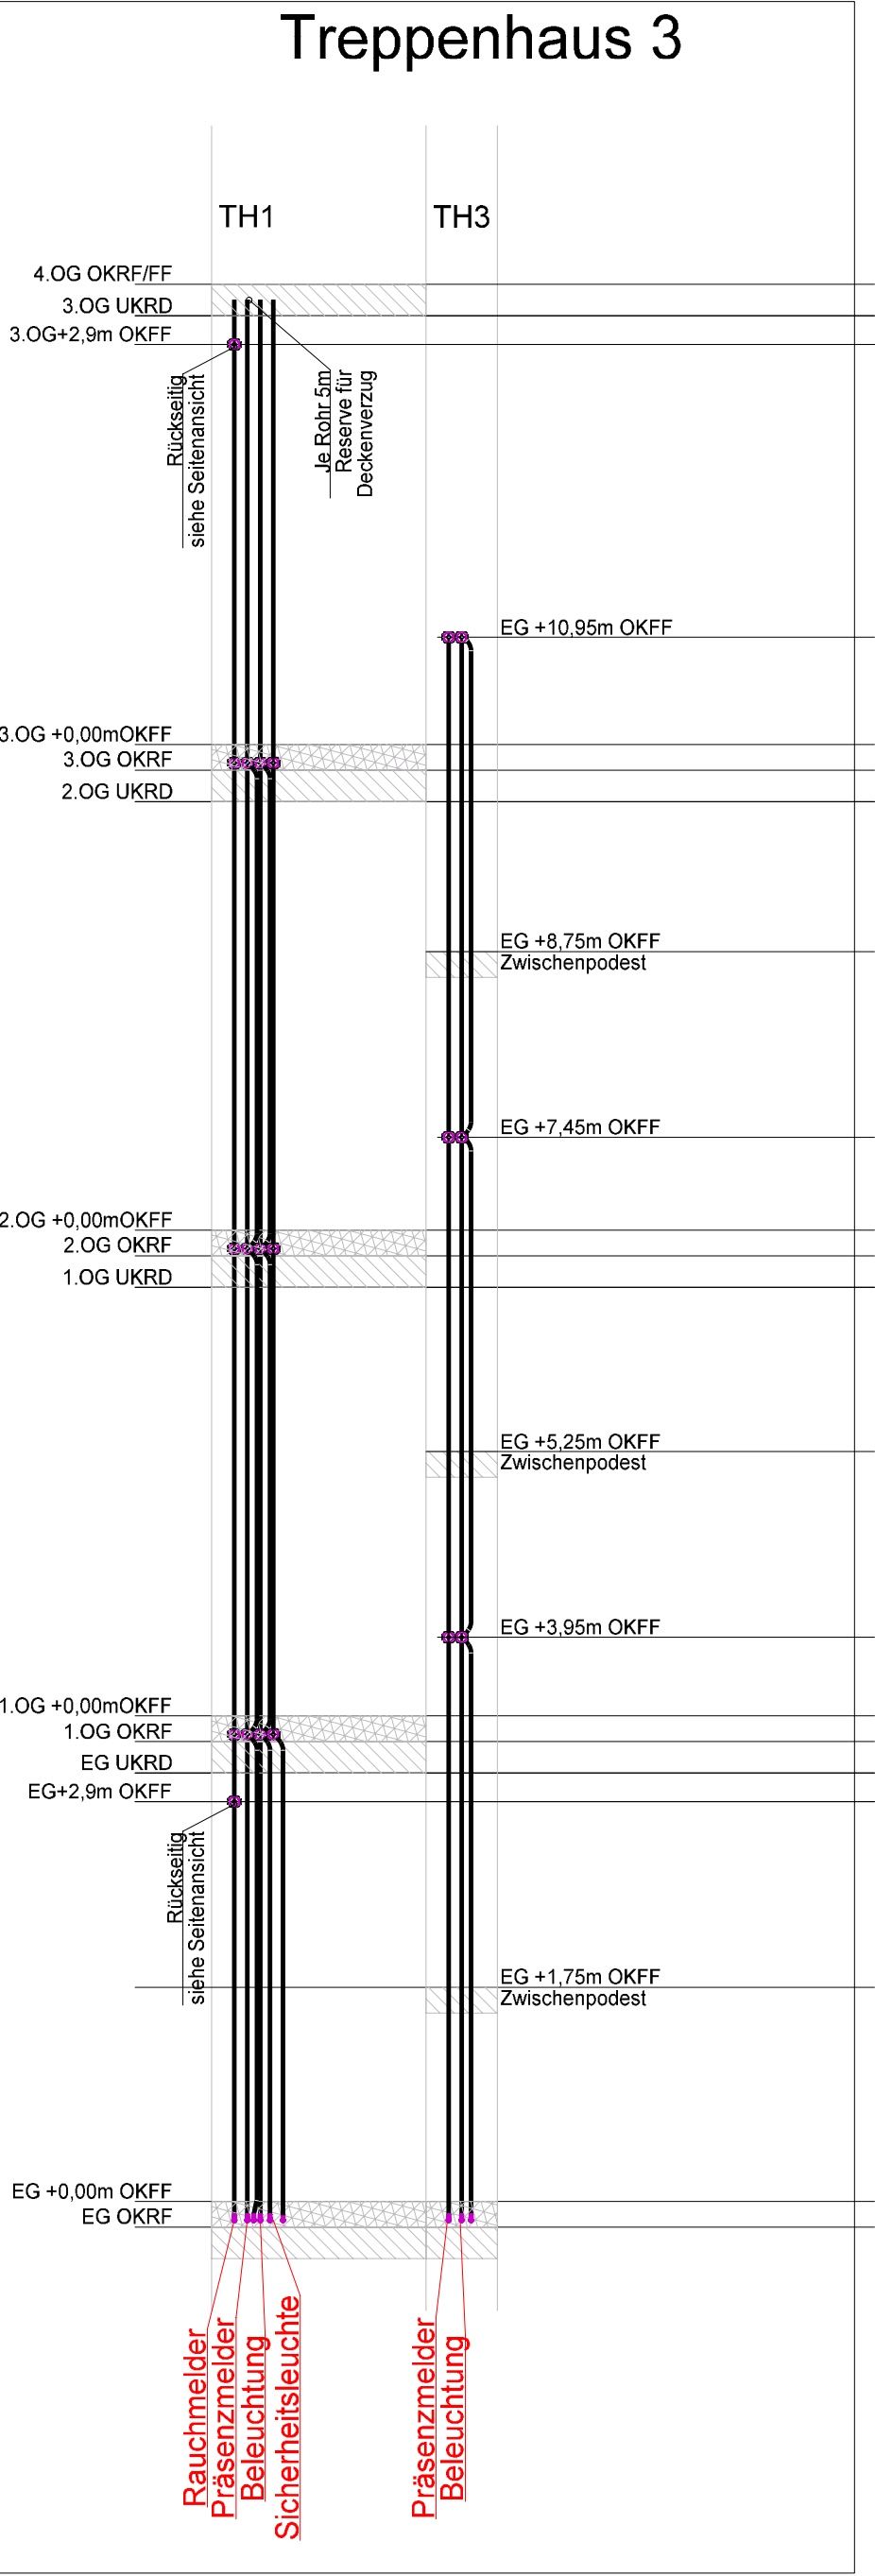 Treppenhaus 3
TH1
TH3
4.OG OKRF/FF
3.OG UKRD
3.OG+2,9m OKFF
Rückseitig
siehe Seitenansicht
Je Rohr 5m
Reserve für
Deckenverzug
EG +10,95m OKFF
3.OG +0,00mOKFF
3.OG OKRF
2.OG UKRD
EG +8,75m OKFF
Zwischenpodest
EG +7,45m OKFF
2.OG +0,00mOKFF
2.OG OKRF
1.OG UKRD
EG +5,25m OKFF
Zwischenpodest
EG +3,95m OKFF
1.OG +0,00mOKFF
1.OG OKRF
EG UKRD
EG+2,9m OKFF
Rückseitig
siehe Seitenansicht
EG +1,75m OKFF
Zwischenpodest
EG +0,00m OKFF
EG OKRF
Rauchmelder
Präsenzmelder
Beleuchtung
Sicherheitsleuchte
Präsenzmelder
Beleuchtung